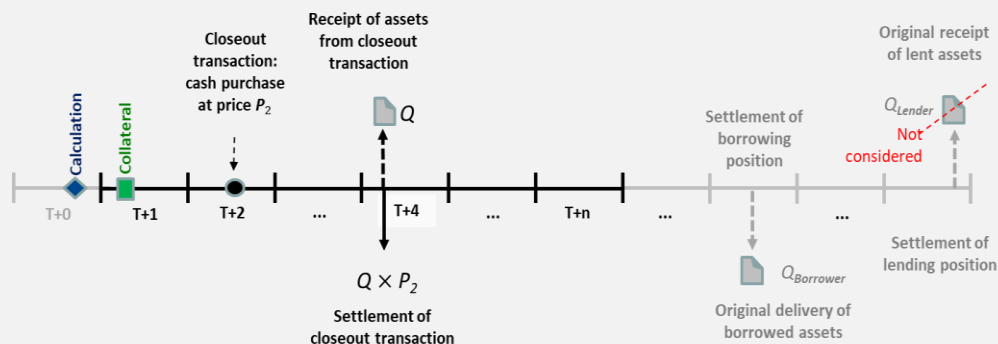 Receipt of assets
from closeout
transaction
Closeout
transaction:
cash purchase
at price P2
Original receipt
of lent assets
Calculation
Collateral
Q
Settlement of
borrowing
position
QLender
Not
considered
T+0
T+1
T+2
...
T+4
...
T+n
...
...
Q × P2
Settlement of
closeout transaction
QBorrower
Original delivery of
borrowed assets
Settlement of
lending position